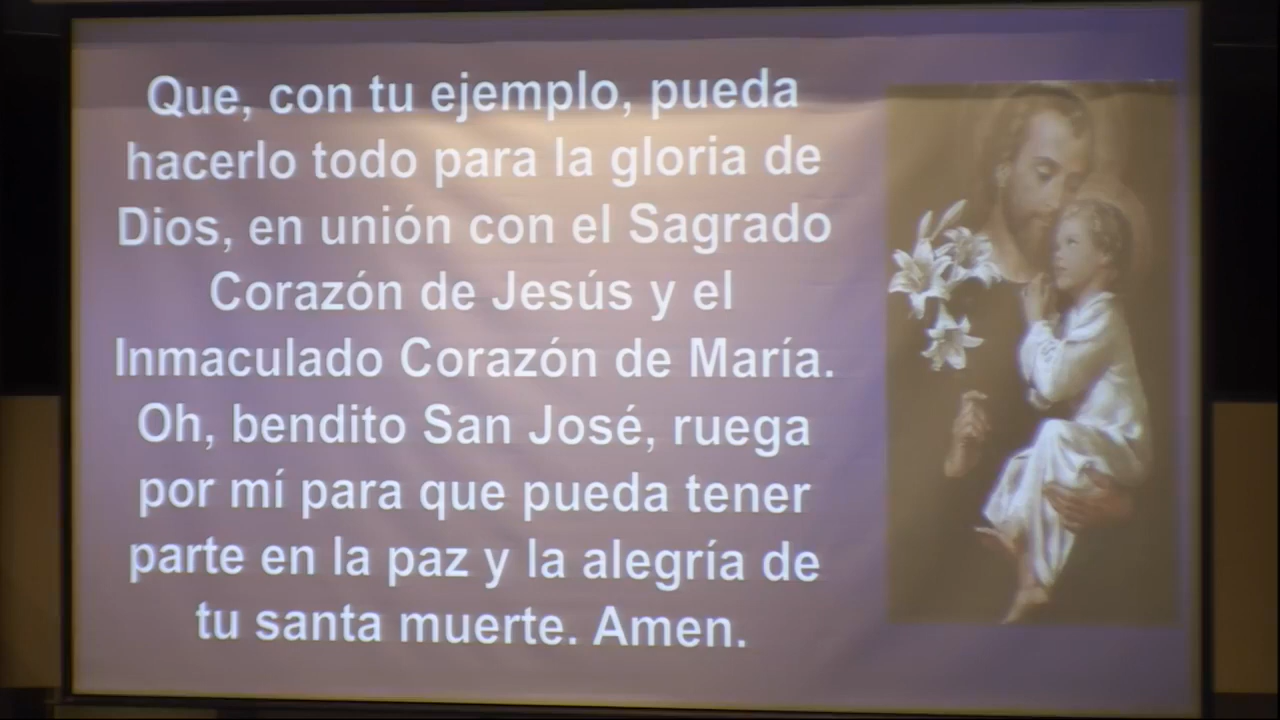 Que, con tu ejemplo, pueda
hacerlo todo para la gloria de
Dios, en unión con el Sagrado
Corazón de Jesús y el
Inmaculado Corazón de María.
Oh, bendito San José, ruega
por mí para que pueda tener
parte en la paz y la alegría de
tu santa muerte. Amen.